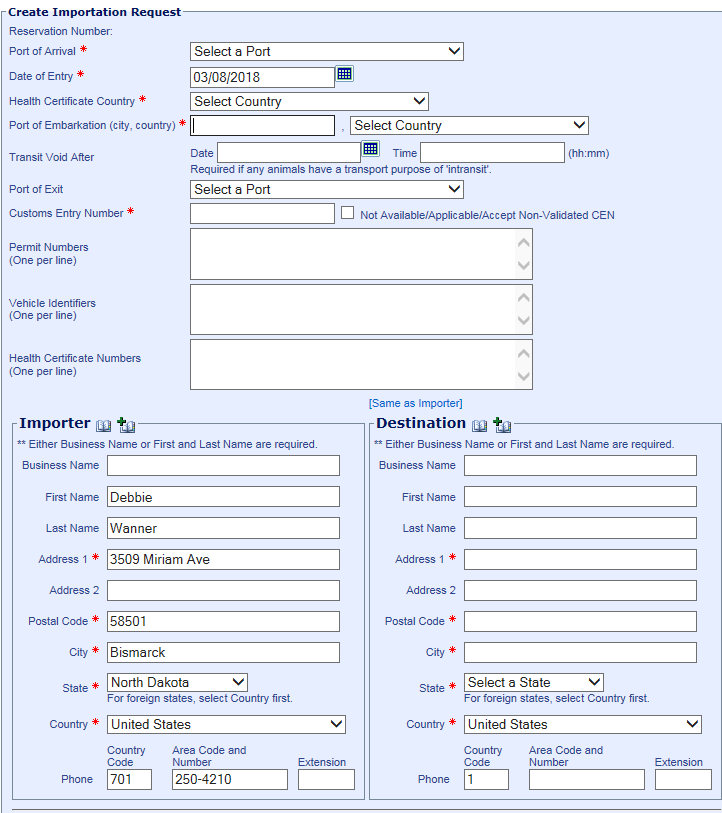 Create Importation Request
Reservation Number:
Port of Arrival * Select a Port
Date of Entry * 03/08/2018
Health Certificate Country * Select Country
Port of Embarkation (city, country) * , Select Country
Transit Void After Date Time (hh:mm)
Required if any animals have a transport purpose of 'intransit'.
Port of Exit Select a Port
Customs Entry Number * Not Available/Applicable/Accept Non-Validated CEN
Permit Numbers
(One per line)
Vehicle Identifiers
(One per line)
Health Certificate Numbers
(One per line)
[Same as Importer]
Importer
** Either Business Name or First and Last Name are required.
Business Name
First Name Debbie
Last Name Wanner
Address 1 * 3509 Miriam Ave
Address 2
Postal Code * 58501
City * Bismarck
State * North Dakota
For foreign states, select Country first.
Country * United States
Country Code Area Code and Number Extension
Phone 701 250-4210
Destination
** Either Business Name or First and Last Name are required.
Business Name
First Name
Last Name
Address 1 *
Address 2
Postal Code *
City *
State * Select a State
For foreign states, select Country first.
Country * United States
Country Code Area Code and Number Extension
Phone 1